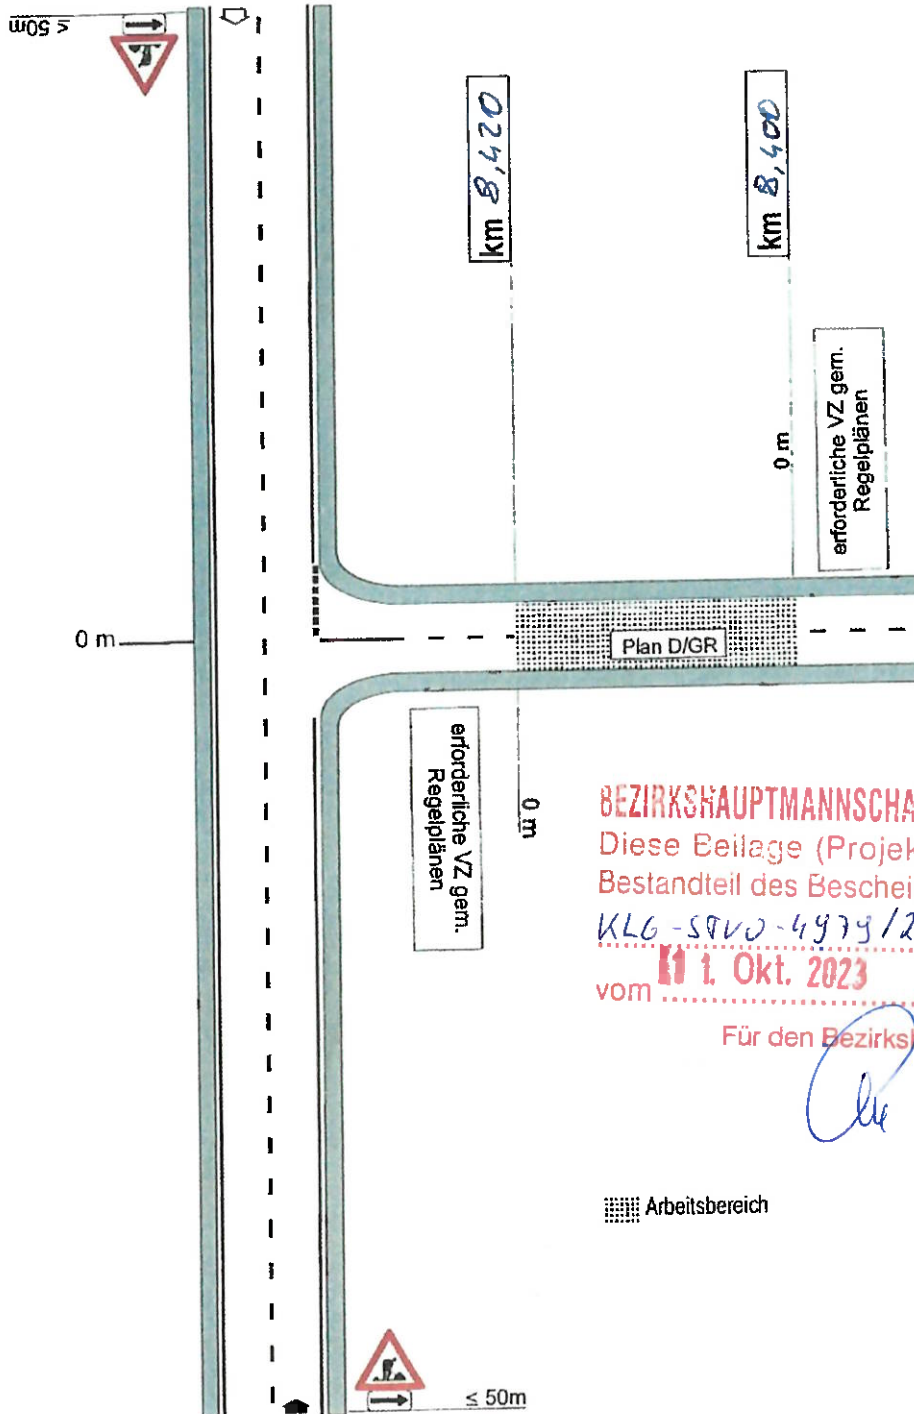 ≤ 50m
km 8,420
km 8,400
0 m
erforderliche VZ gem.
Regelplänen
0 m
Plan D/GR
erforderliche VZ gem.
Regelplänen
0 m
BEZIRKSHAUPTMANNSCHA
Diese Beilage (Projek
Bestandteil des Beschei
KLG-STVO-4979/2
vom 1. Okt. 2023
Für den Bezirksh
Arbeitsbereich
≤ 50m